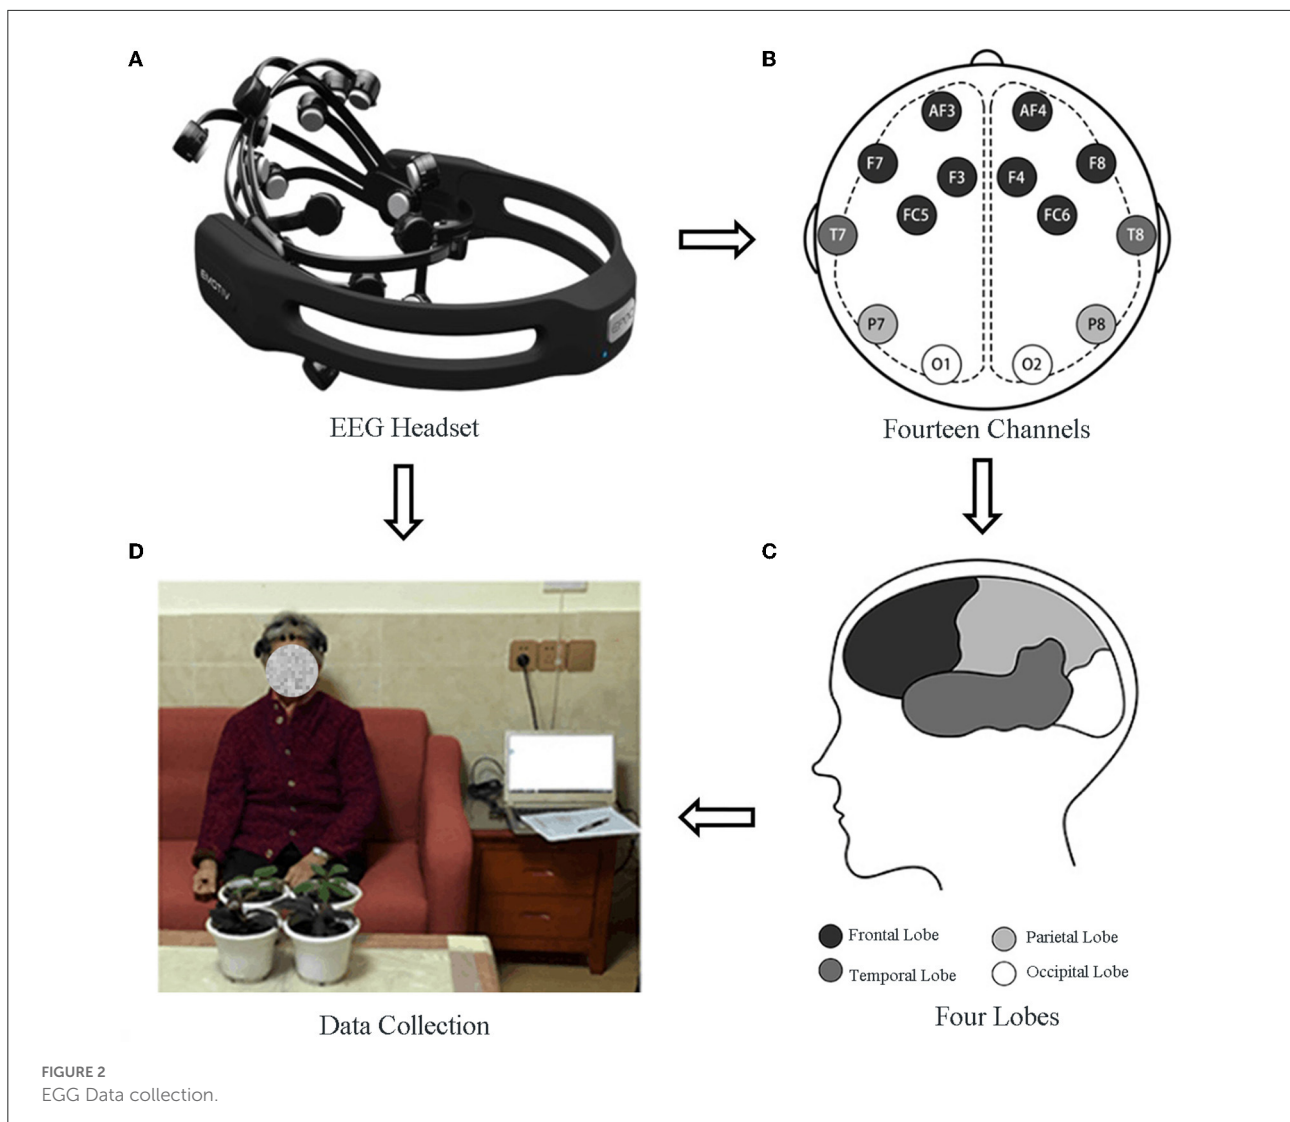 A
EMOTIV
EEG Headset
B
AF3
AF4
F7
F3
F4
F8
FC5
FC6
T7
T8
P7
P8
O1
O2
Fourteen Channels
D
Data Collection
C
Frontal Lobe
Parietal Lobe
Temporal Lobe
Occipital Lobe
Four Lobes
FIGURE 2
EGG Data collection.